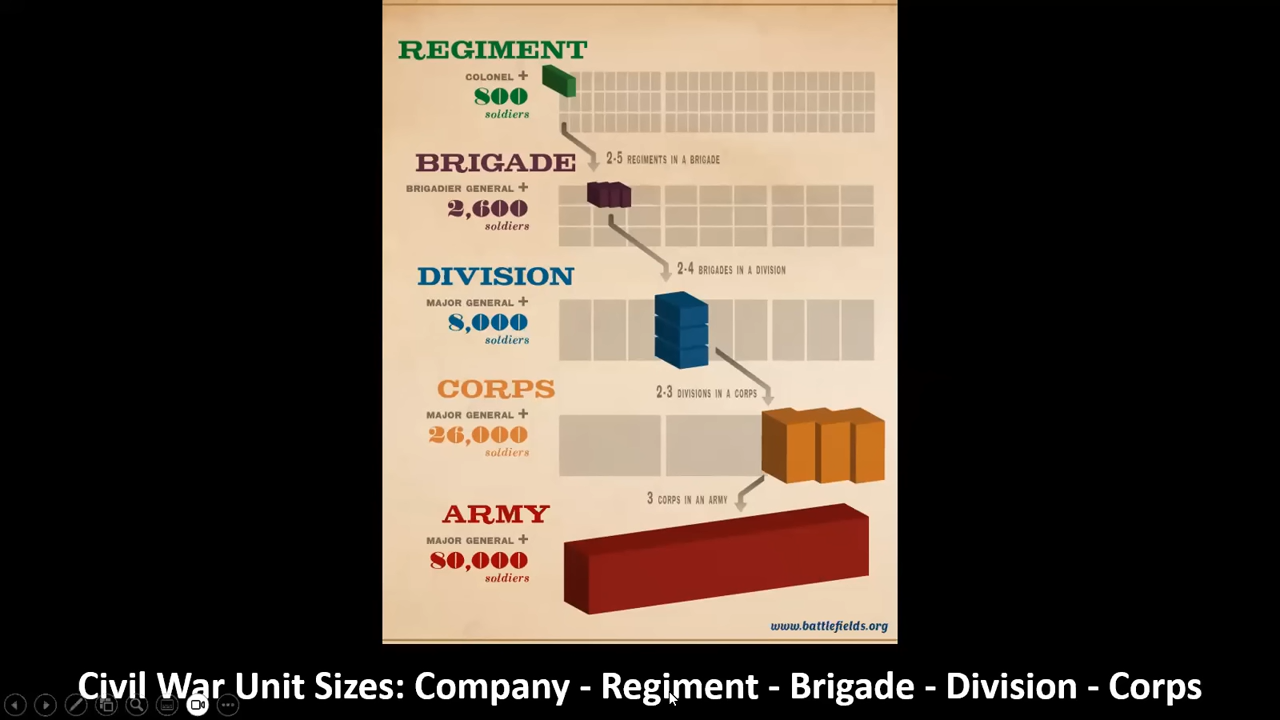 REGIMENT
COLONEL +
800
soldiers
2-5 REGIMENTS IN A BRIGADE
BRIGADE
BRIGADIER GENERAL +
2,600
soldiers
2-4 BRIGADES IN A DIVISION
DIVISION
MAJOR GENERAL +
8,000
soldiers
2-3 DIVISIONS IN A CORPS
CORPS
MAJOR GENERAL +
26,000
soldiers
3 CORPS IN AN ARMY
ARMY
MAJOR GENERAL +
80,000
soldiers
www.battlefields.org
Civil War Unit Sizes: Company - Regiment - Brigade - Division - Corps